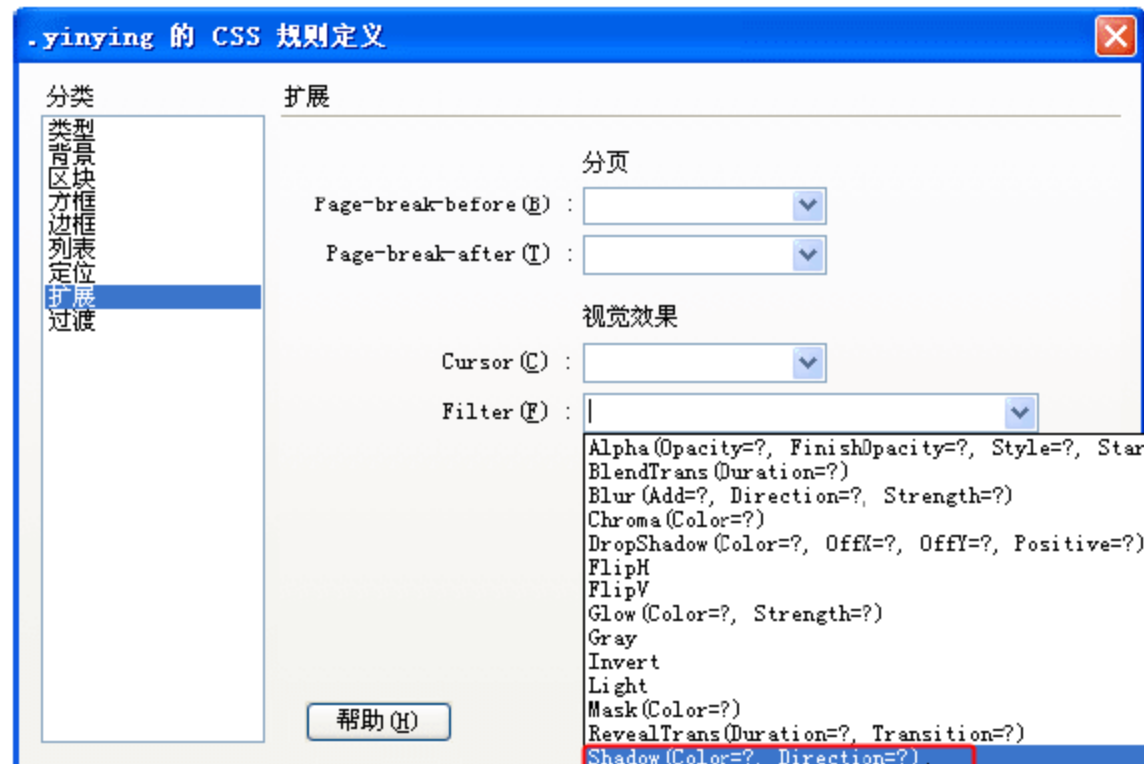 .yinying 的 CSS 规则定义
分类
类型
背景
区块
方框
边框
列表
定位
扩展
过渡
扩展
分页
Page-break-before(B) :
Page-break-after(T) :
视觉效果
Cursor(C) :
Filter(F) :
Alpha(Opacity=?, FinishOpacity=?, Style=?, Star
BlendTrans(Duration=?)
Blur(Add=?, Direction=?, Strength=?)
Chroma(Color=?)
DropShadow(Color=?, OffX=?, OffY=?, Positive=?)
FlipH
FlipV
Glow(Color=?, Strength=?)
Gray
Invert
Light
Mask(Color=?)
RevealTrans(Duration=?, Transition=?)
Shadow(Color=?, Direction=?)
帮助(H)